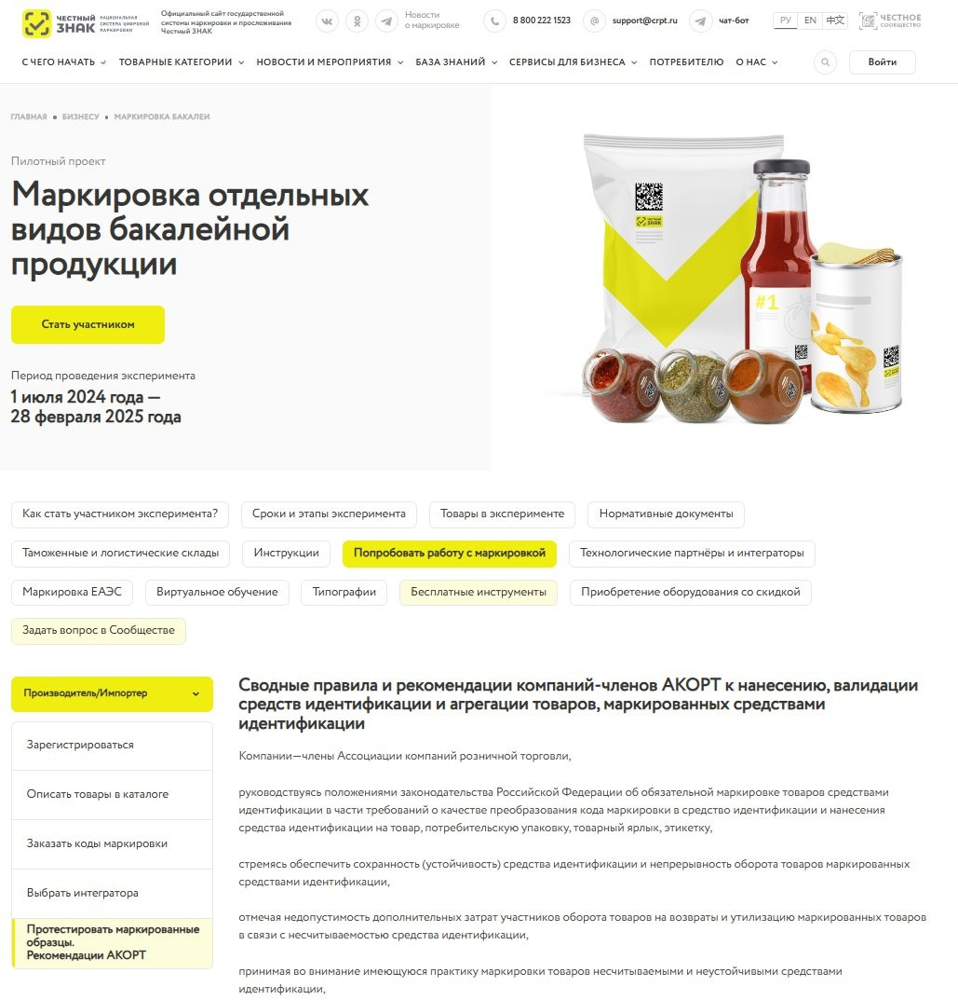 ЧЕСТНЫЙ
ЗНАК
НАЦИОНАЛЬНАЯ
СИСТЕМА ЦИФРОВОЙ
МАРКИРОВКИ
Официальный сайт государственной
системы маркировки и прослеживания
Честный ЗНАК
Новости
о маркировке
8 800 222 1523
support@crpt.ru
чат-бот
РУ EN 中文
ЧЕСТНОЕ
СООБЩЕСТВО
С ЧЕГО НАЧАТЬ ТОВАРНЫЕ КАТЕГОРИИ НОВОСТИ И МЕРОПРИЯТИЯ БАЗА ЗНАНИЙ СЕРВИСЫ ДЛЯ БИЗНЕСА ПОТРЕБИТЕЛЮ О НАС Войти
ГЛАВНАЯ БИЗНЕСУ МАРКИРОВКА БАКАЛЕИ
Пилотный проект
Маркировка отдельных
видов бакалейной
продукции
Стать участником
Период проведения эксперимента
1 июля 2024 года —
28 февраля 2025 года
ЧЕСТНЫЙ
ЗНАК
#1
Как стать участником эксперимента? Сроки и этапы эксперимента Товары в эксперименте Нормативные документы
Таможенные и логистические склады Инструкции Попробовать работу с маркировкой Технологические партнёры и интеграторы
Маркировка ЕАЭС Виртуальное обучение Типографии Бесплатные инструменты Приобретение оборудования со скидкой
Задать вопрос в Сообществе
Производитель/Импортер
Зарегистрироваться
Описать товары в каталоге
Заказать коды маркировки
Выбрать интегратора
Протестировать маркированные
образцы.
Рекомендации АКОРТ
Сводные правила и рекомендации компаний-членов АКОРТ к нанесению, валидации
средств идентификации и агрегации товаров, маркированных средствами
идентификации
Компании—члены Ассоциации компаний розничной торговли,
руководствуясь положениями законодательства Российской Федерации об обязательной маркировке товаров средствами
идентификации в части требований о качестве преобразования кода маркировки в средство идентификации и нанесения
средства идентификации на товар, потребительскую упаковку, товарный ярлык, этикетку,
стремясь обеспечить сохранность (устойчивость) средства идентификации и непрерывность оборота товаров маркированных
средствами идентификации,
отмечая недопустимость дополнительных затрат участников оборота товаров на возвраты и утилизацию маркированных товаров
в связи с несчитываемостью средства идентификации,
принимая во внимание имеющуюся практику маркировки товаров несчитываемыми и неустойчивыми средствами
идентификации,